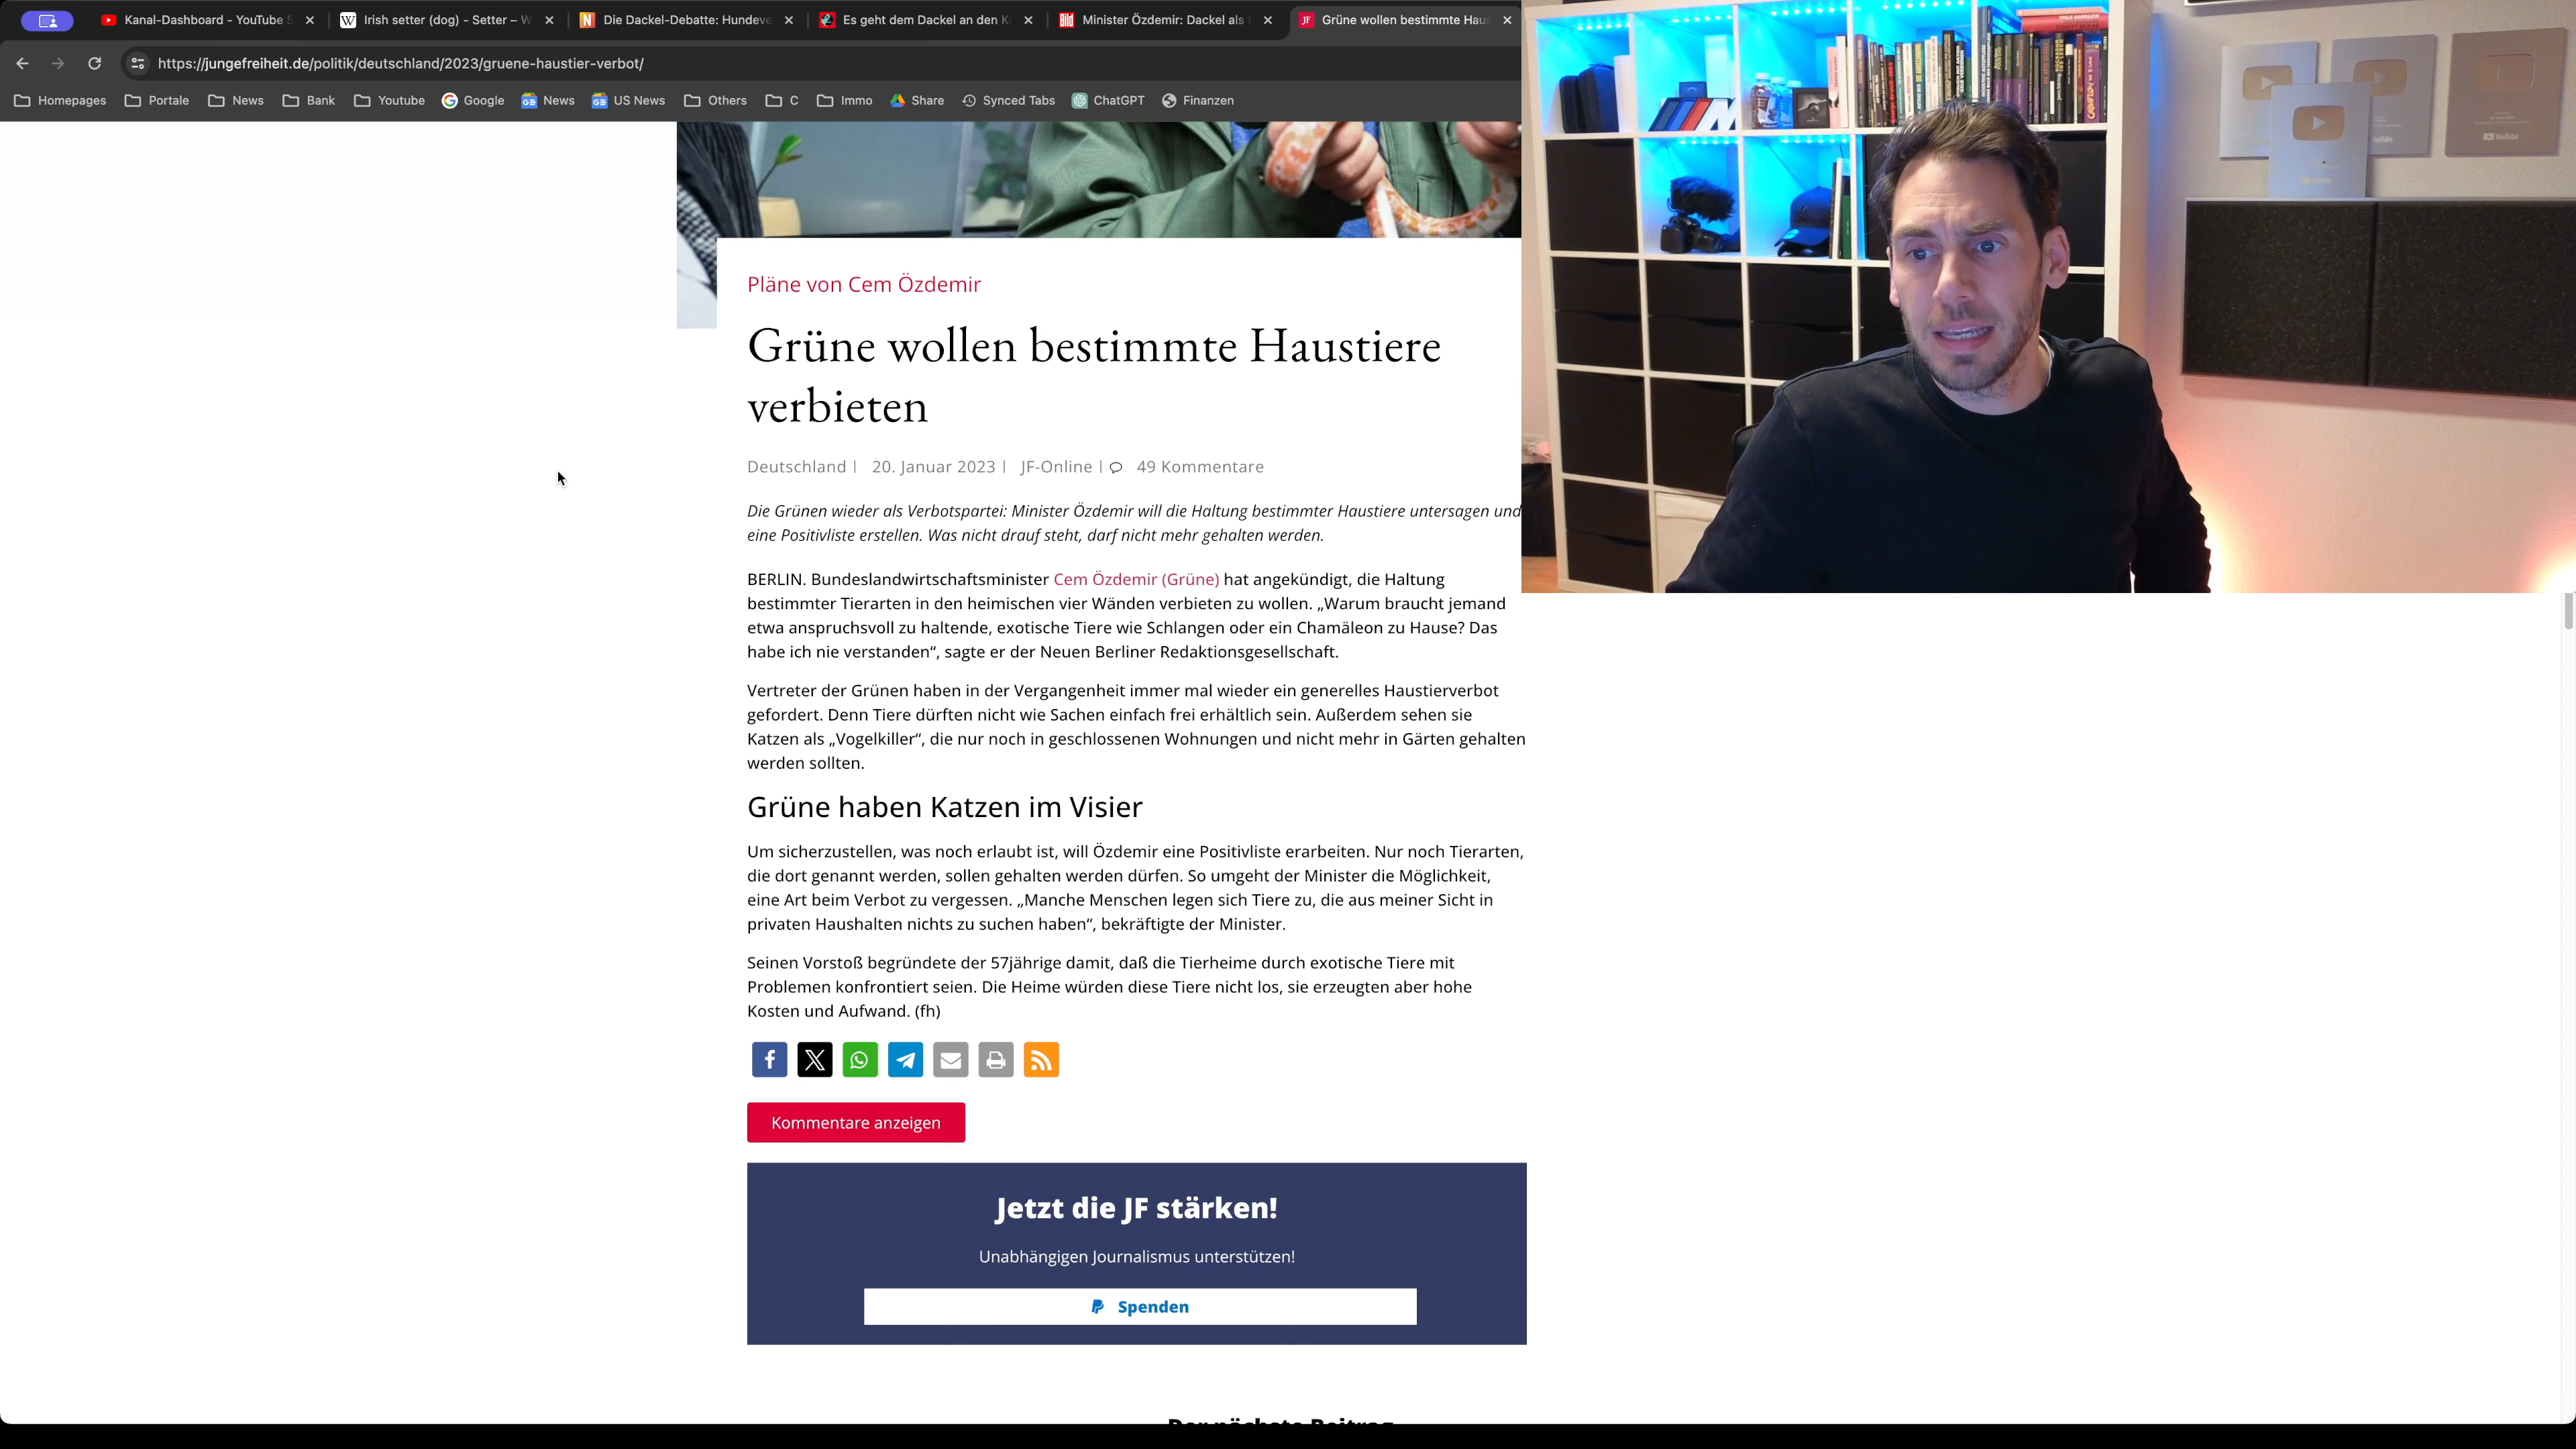 Kanal-Dashboard - YouTube S
Irish setter (dog) - Setter – W
Die Dackel-Debatte: Hundeve
Es geht dem Dackel an den K
Minister Özdemir: Dackel als
Grüne wollen bestimmte Haus
https://jungefreiheit.de/politik/deutschland/2023/gruene-haustier-verbot/
Homepages Portale News Bank Youtube Google News US News Others C Immo Share Synced Tabs ChatGPT Finanzen
Pläne von Cem Özdemir
Grüne wollen bestimmte Haustiere
verbieten
Deutschland | 20. Januar 2023 | JF-Online | 49 Kommentare
Die Grünen wieder als Verbotspartei: Minister Özdemir will die Haltung bestimmter Haustiere untersagen und
eine Positivliste erstellen. Was nicht drauf steht, darf nicht mehr gehalten werden.
BERLIN. Bundeslandwirtschaftsminister Cem Özdemir (Grüne) hat angekündigt, die Haltung
bestimmter Tierarten in den heimischen vier Wänden verbieten zu wollen. „Warum braucht jemand
etwa anspruchsvoll zu haltende, exotische Tiere wie Schlangen oder ein Chamäleon zu Hause? Das
habe ich nie verstanden“, sagte er der Neuen Berliner Redaktionsgesellschaft.
Vertreter der Grünen haben in der Vergangenheit immer mal wieder ein generelles Haustierverbot
gefordert. Denn Tiere dürften nicht wie Sachen einfach frei erhältlich sein. Außerdem sehen sie
Katzen als „Vogelkiller“, die nur noch in geschlossenen Wohnungen und nicht mehr in Gärten gehalten
werden sollten.
Grüne haben Katzen im Visier
Um sicherzustellen, was noch erlaubt ist, will Özdemir eine Positivliste erarbeiten. Nur noch Tierarten,
die dort genannt werden, sollen gehalten werden dürfen. So umgeht der Minister die Möglichkeit,
eine Art beim Verbot zu vergessen. „Manche Menschen legen sich Tiere zu, die aus meiner Sicht in
privaten Haushalten nichts zu suchen haben“, bekräftigte der Minister.
Seinen Vorstoß begründete der 57jährige damit, daß die Tierheime durch exotische Tiere mit
Problemen konfrontiert seien. Die Heime würden diese Tiere nicht los, sie erzeugten aber hohe
Kosten und Aufwand. (fh)
Kommentare anzeigen
Jetzt die JF stärken!
Unabhängigen Journalismus unterstützen!
Spenden
Der nächste Beitrag